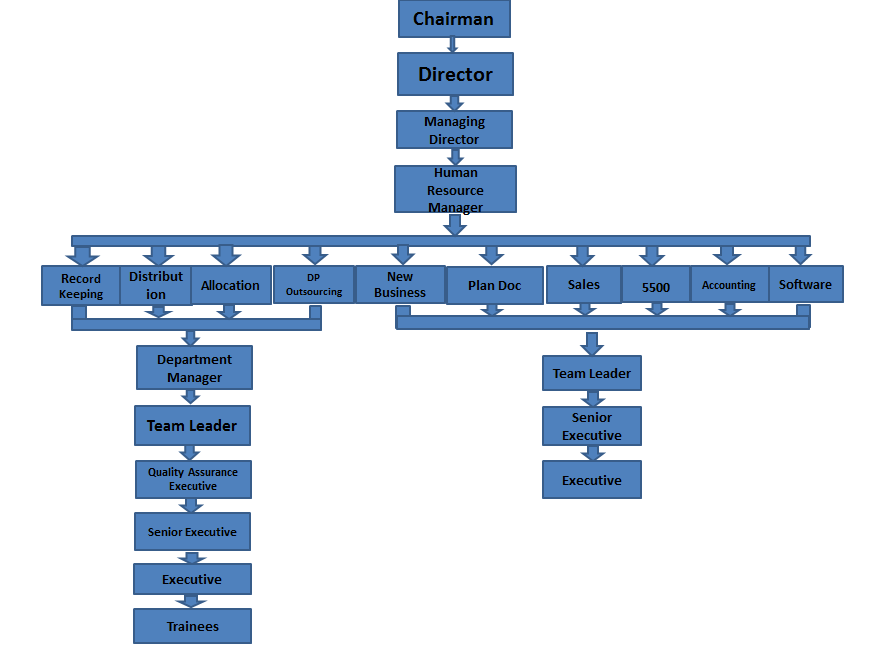 Chairman
Director
Managing
Director
Human
Resource
Manager
Record
Keeping
Distribut
ion
Allocation
DP
Outsourcing
New
Business
Plan Doc
Sales
5500
Accounting
Software
Department
Manager
Team Leader
Quality Assurance
Executive
Senior Executive
Executive
Trainees
Team Leader
Senior
Executive
Executive